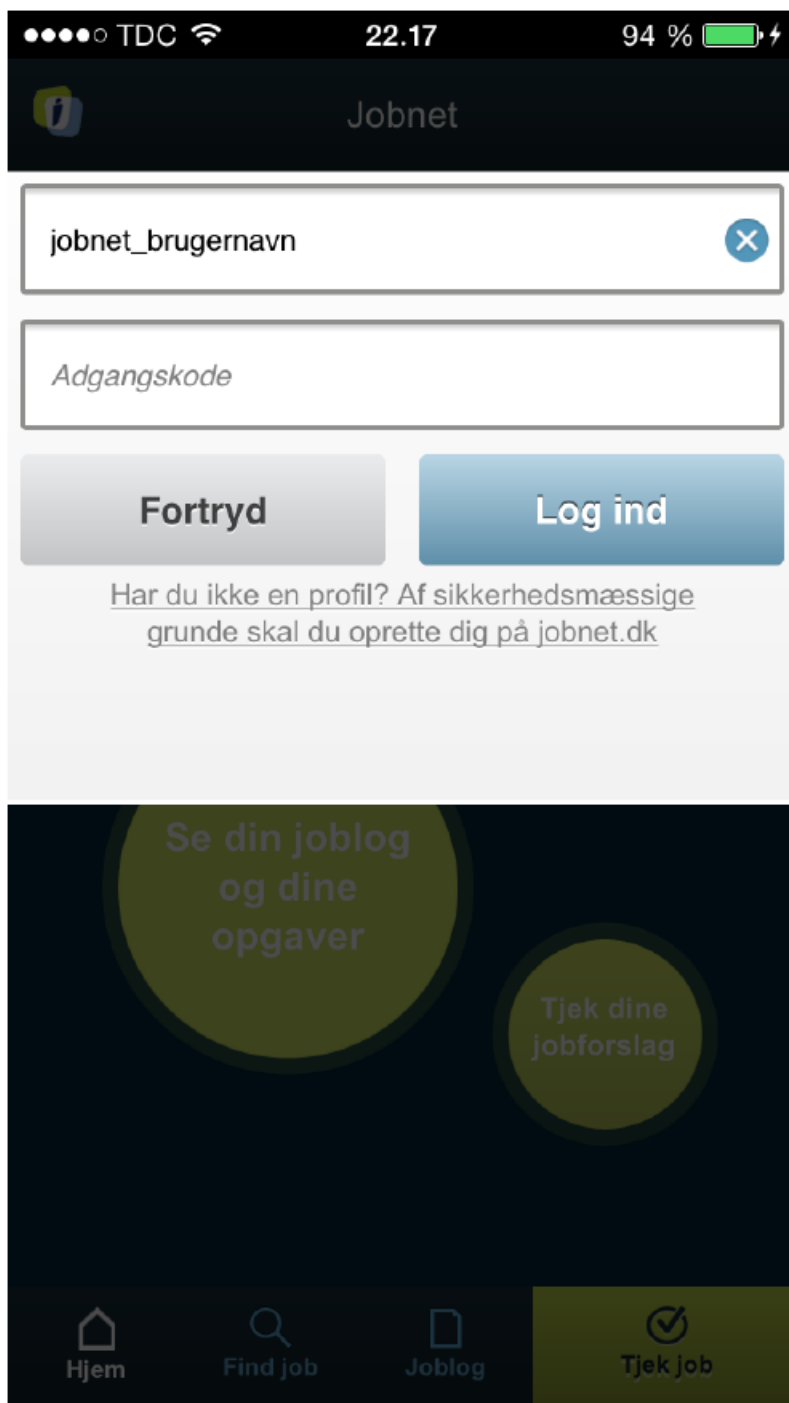 TDC 22.17 94 %
Jobnet
jobnet_brugernavn
Adgangskode
Fortryd Log ind
Har du ikke en profil? Af sikkerhedsmæssige
grunde skal du oprette dig på jobnet.dk
Se din joblog
og dine
opgaver
Tjek dine
jobforslag
Hjem Find job Joblog Tjek job